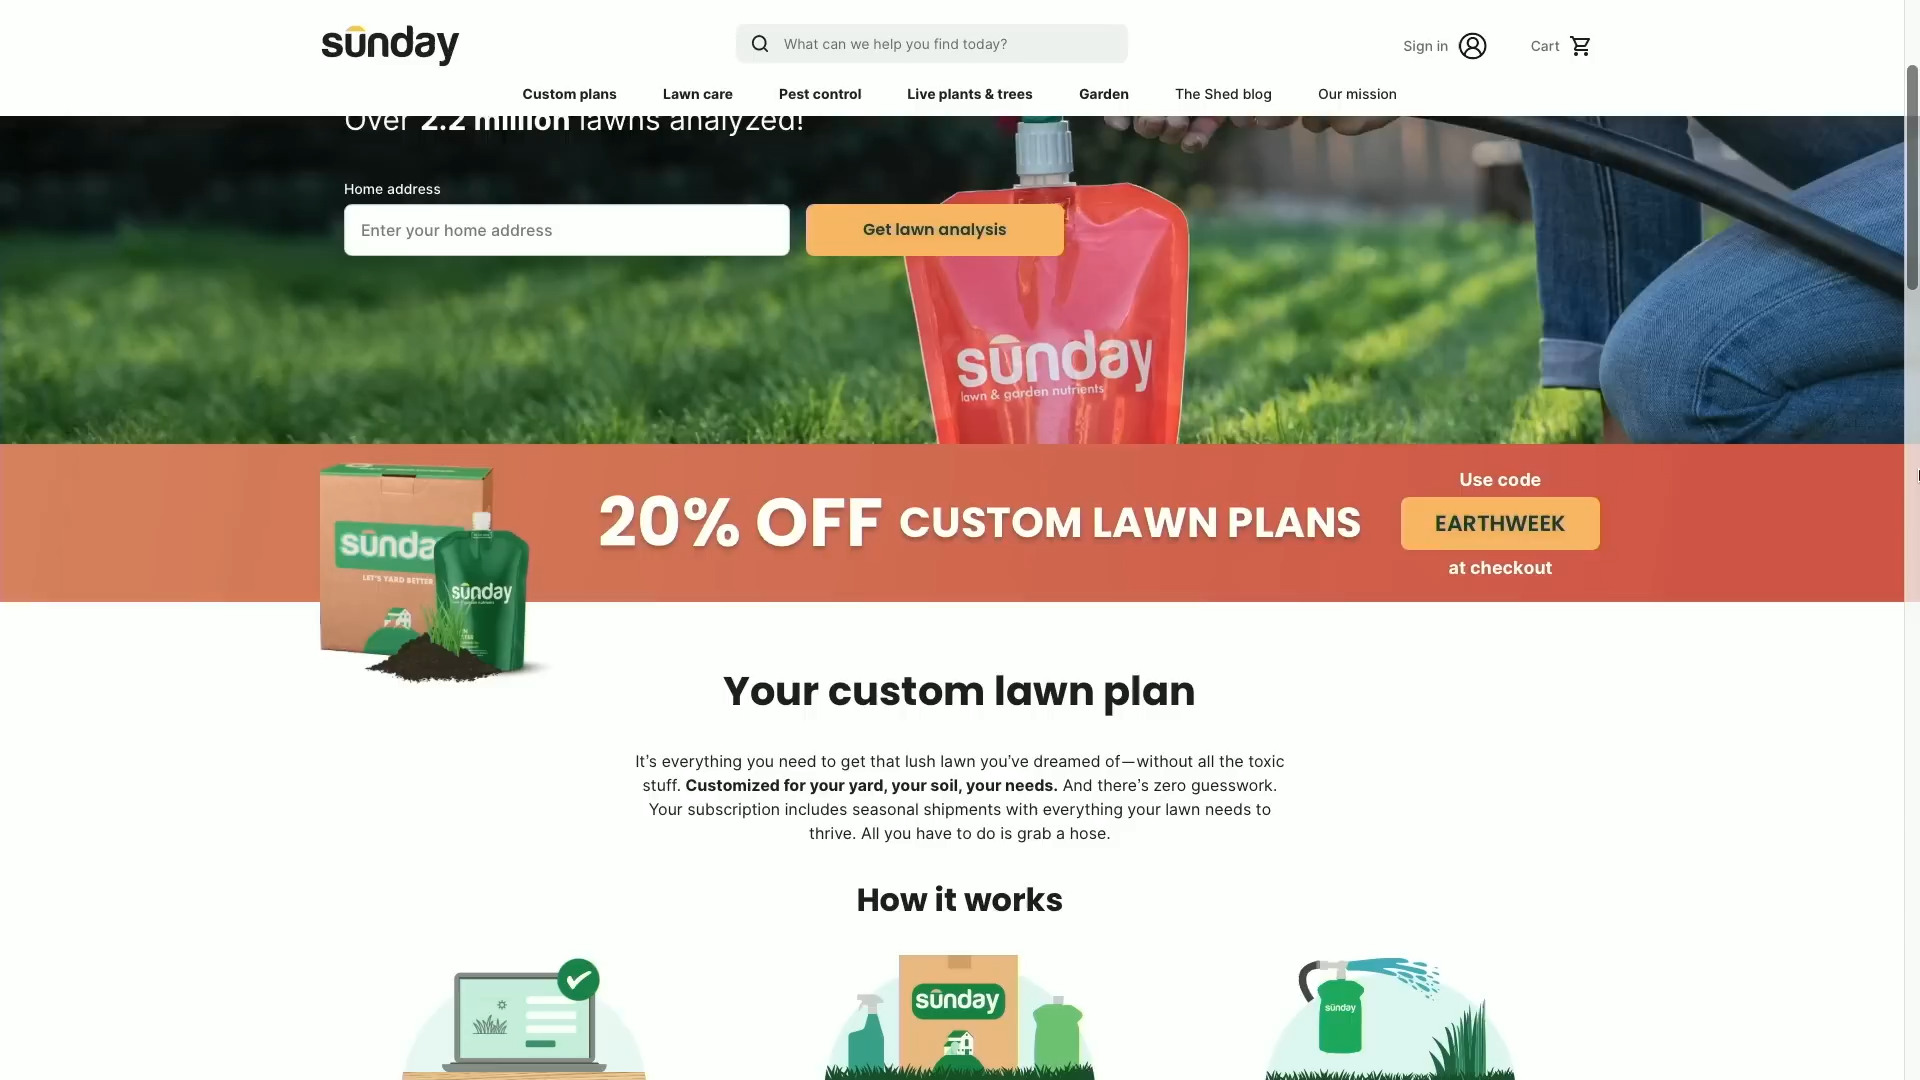 sunday
What can we help you find today?
Sign in
Cart
Custom plans
Lawn care
Pest control
Live plants & trees
Garden
The Shed blog
Our mission
Over 2.2 million lawns analyzed!
Home address
Enter your home address
Get lawn analysis
sunday
lawn & garden nutrients
Use code
20% OFF CUSTOM LAWN PLANS
EARTHWEEK
at checkout
sunda
LET'S YARD BETTER
sunday
Your custom lawn plan
It's everything you need to get that lush lawn you've dreamed of—without all the toxic
stuff. Customized for your yard, your soil, your needs. And there's zero guesswork.
Your subscription includes seasonal shipments with everything your lawn needs to
thrive. All you have to do is grab a hose.
How it works
sunday
sunday